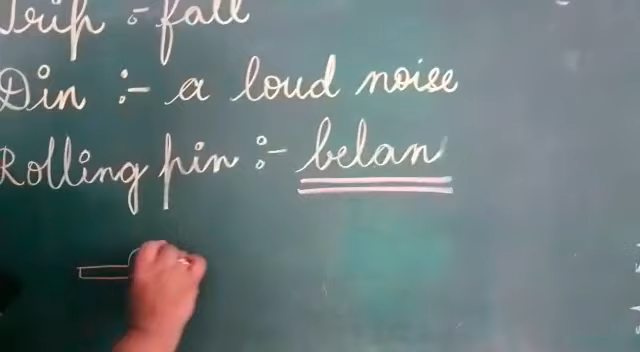 Trip :- fall
Din :- a loud noise
Rolling pin :- belan